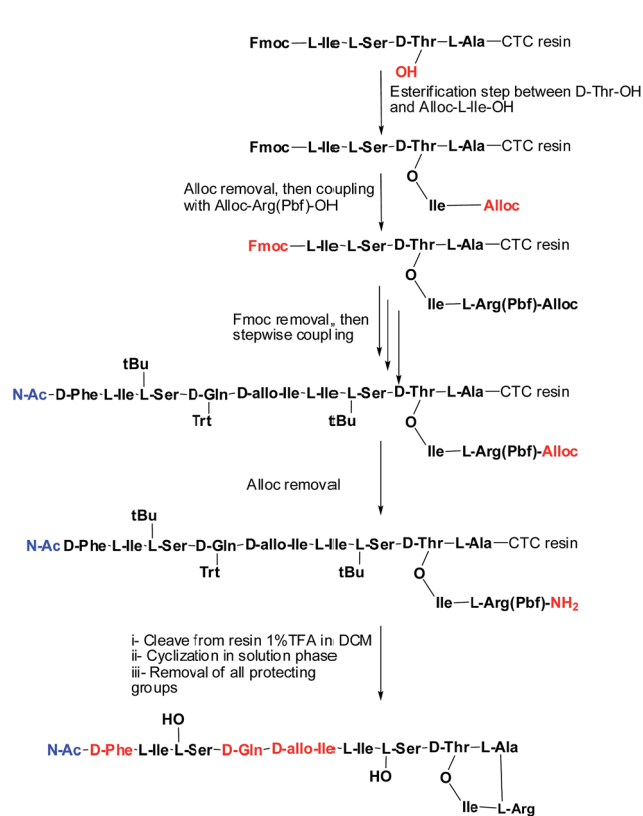 Fmoc—L-Ile-L-Ser-D-Thr—L-Ala—CTC resin
OH
Esterification step between D-Thr-OH
and Alloc-L-Ile-OH
Fmoc—L-Ile-L-Ser-D-Thr—L-Ala—CTC resin
O
Alloc removal, then coupling
with Alloc-Arg(Pbf)-OH
Ile—Alloc
Fmoc—L-Ile-L-Ser-D-Thr—L-Ala—CTC resin
O
Ile—L-Arg(Pbf)-Alloc
Fmoc removal, then
stepwise coupling
tBu
N-Ac-D-Phe-L-Ile-L-Ser-D-Gln-D-allo-Ile-L-Ile-L-Ser-D-Thr—L-Ala—CTC resin
Trt
tBu
O
Ile—L-Arg(Pbf)-Alloc
Alloc removal
tBu
N-Ac D-Phe-L-Ile-L-Ser-D-Gln-D-allo-Ile-L-Ile-L-Ser-D-Thr—L-Ala—CTC resin
Trt
tBu
O
Ile—L-Arg(Pbf)-NH2
i- Cleave from resin 1%TFA in DCM
ii- Cyclization in solution phase
iii- Removal of all protecting
groups
HO
N-Ac-D-Phe-L-Ile-L-Ser-D-Gln-D-allo-Ile-L-Ile-L-Ser-D-Thr-L-Ala
HO
O
Ile—L-Arg